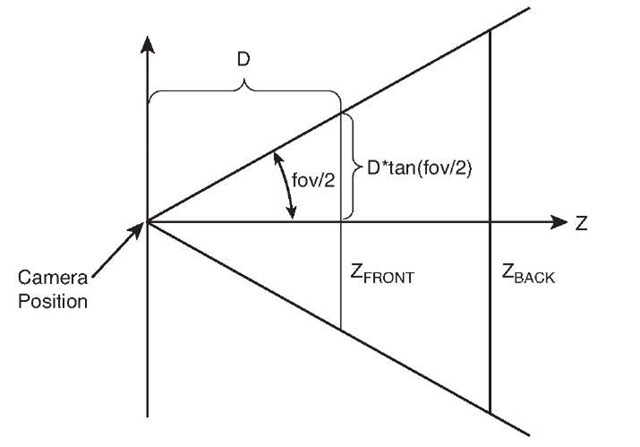 D
fov/2
D*tan(fov/2)
Z
Camera
Position
ZFRONT
ZBACK